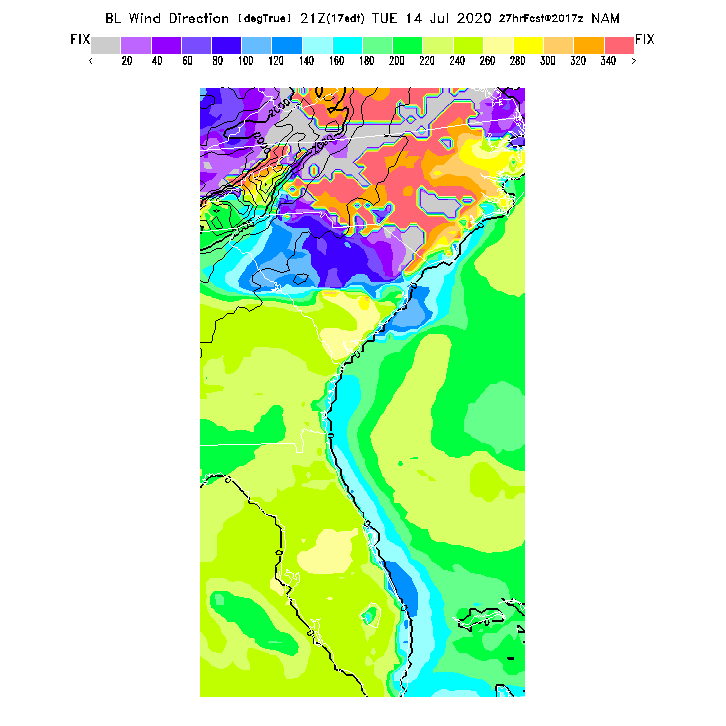 BL Wind Direction [degTrue] 21Z(17edt) TUE 14 Jul 2020 27hrFcst@2017z NAM
FIX FIX
< 20 40 60 80 100 120 140 160 180 200 220 240 260 280 300 320 340 >
2000